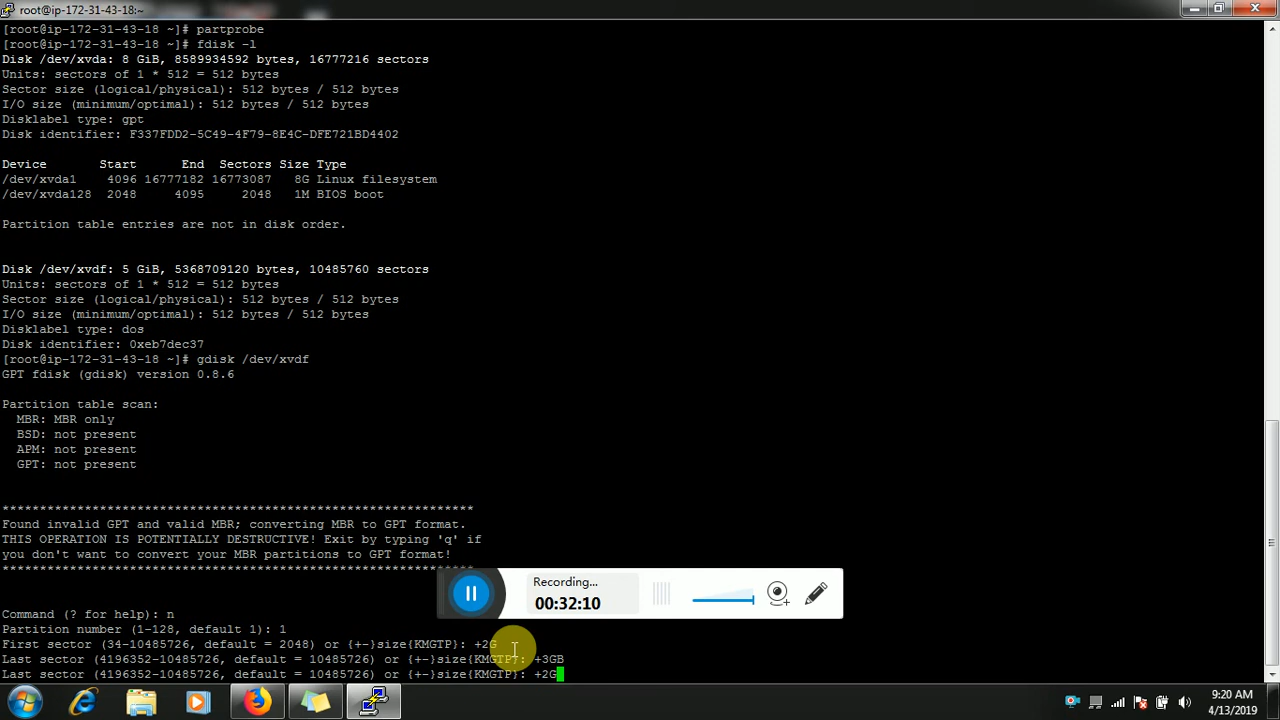 root@ip-172-31-43-18:~
[root@ip-172-31-43-18 ~]# partprobe
[root@ip-172-31-43-18 ~]# fdisk -l
Disk /dev/xvda: 8 GiB, 8589934592 bytes, 16777216 sectors
Units: sectors of 1 * 512 = 512 bytes
Sector size (logical/physical): 512 bytes / 512 bytes
I/O size (minimum/optimal): 512 bytes / 512 bytes
Disklabel type: gpt
Disk identifier: F337FDD2-5C49-4F79-8E4C-DFE721BD4402
Device       Start      End  Sectors Size Type
/dev/xvda1    4096 16777182 16773087   8G Linux filesystem
/dev/xvda128  2048     4095     2048   1M BIOS boot
Partition table entries are not in disk order.
Disk /dev/xvdf: 5 GiB, 5368709120 bytes, 10485760 sectors
Units: sectors of 1 * 512 = 512 bytes
Sector size (logical/physical): 512 bytes / 512 bytes
I/O size (minimum/optimal): 512 bytes / 512 bytes
Disklabel type: dos
Disk identifier: 0xeb7dec37
[root@ip-172-31-43-18 ~]# gdisk /dev/xvdf
GPT fdisk (gdisk) version 0.8.6
Partition table scan:
  MBR: MBR only
  BSD: not present
  APM: not present
  GPT: not present
***************************************************************
Found invalid GPT and valid MBR; converting MBR to GPT format.
THIS OPERATION IS POTENTIALLY DESTRUCTIVE! Exit by typing 'q' if
you don't want to convert your MBR partitions to GPT format!
***************************************************************
Recording...
00:32:10
Command (? for help): n
Partition number (1-128, default 1): 1
First sector (34-10485726, default = 2048) or {+-}size{KMGTP}: +2G
Last sector (4196352-10485726, default = 10485726) or {+-}size{KMGTP}: +3GB
Last sector (4196352-10485726, default = 10485726) or {+-}size{KMGTP}: +2G
9:20 AM
4/13/2019